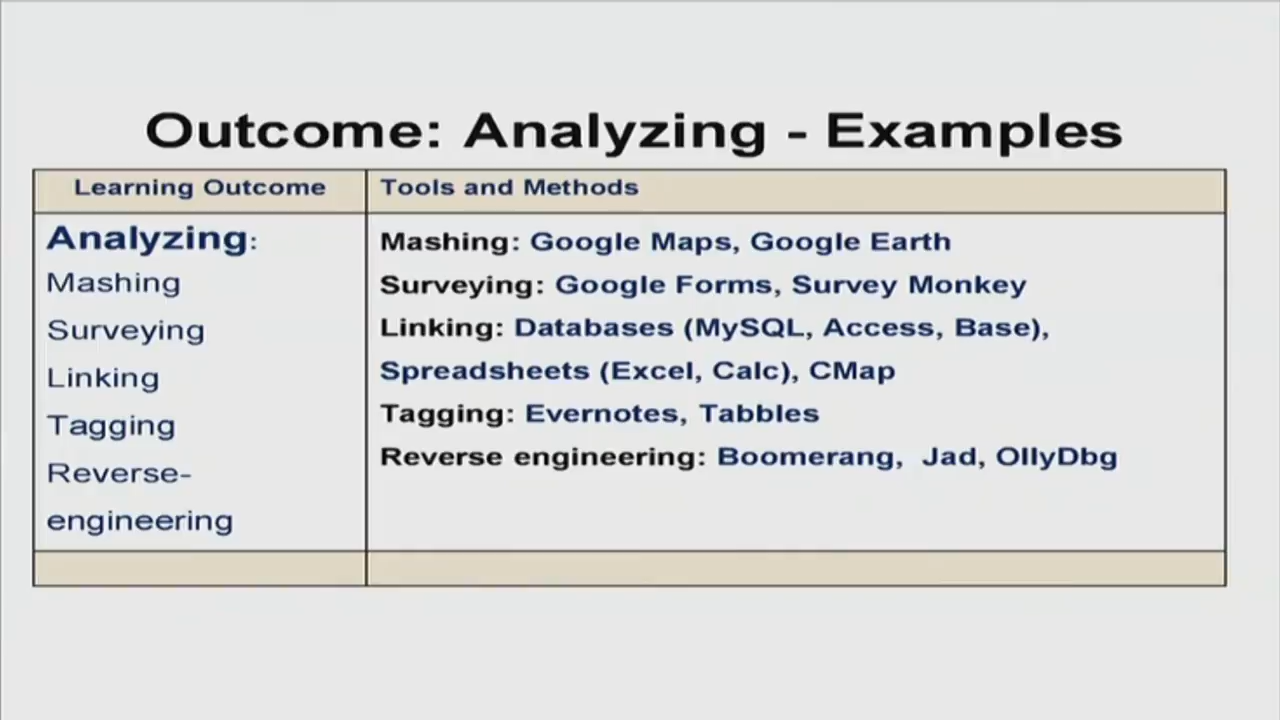 Outcome: Analyzing - Examples
Learning Outcome
Tools and Methods
Analyzing:
Mashing
Surveying
Linking
Tagging
Reverse-
engineering
Mashing: Google Maps, Google Earth
Surveying: Google Forms, Survey Monkey
Linking: Databases (MySQL, Access, Base),
Spreadsheets (Excel, Calc), CMap
Tagging: Evernotes, Tabbles
Reverse engineering: Boomerang, Jad, OllyDbg